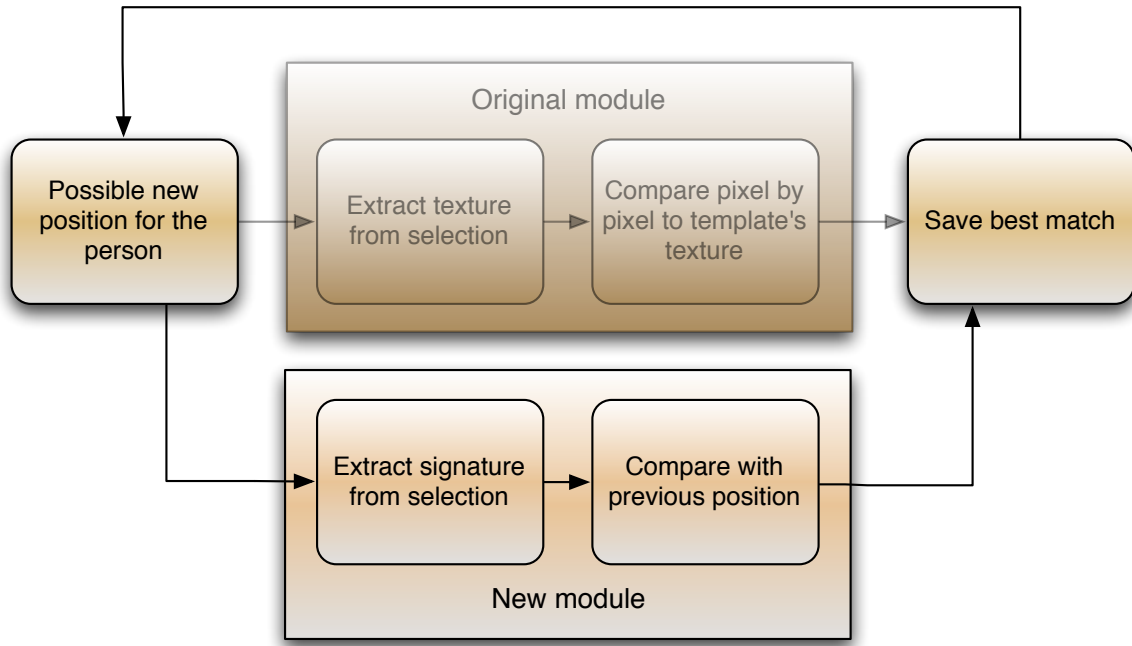 Original module
Possible new
position for the
person
Extract texture
from selection
Compare pixel by
pixel to template's
texture
Save best match
Extract signature
from selection
Compare with
previous position
New module